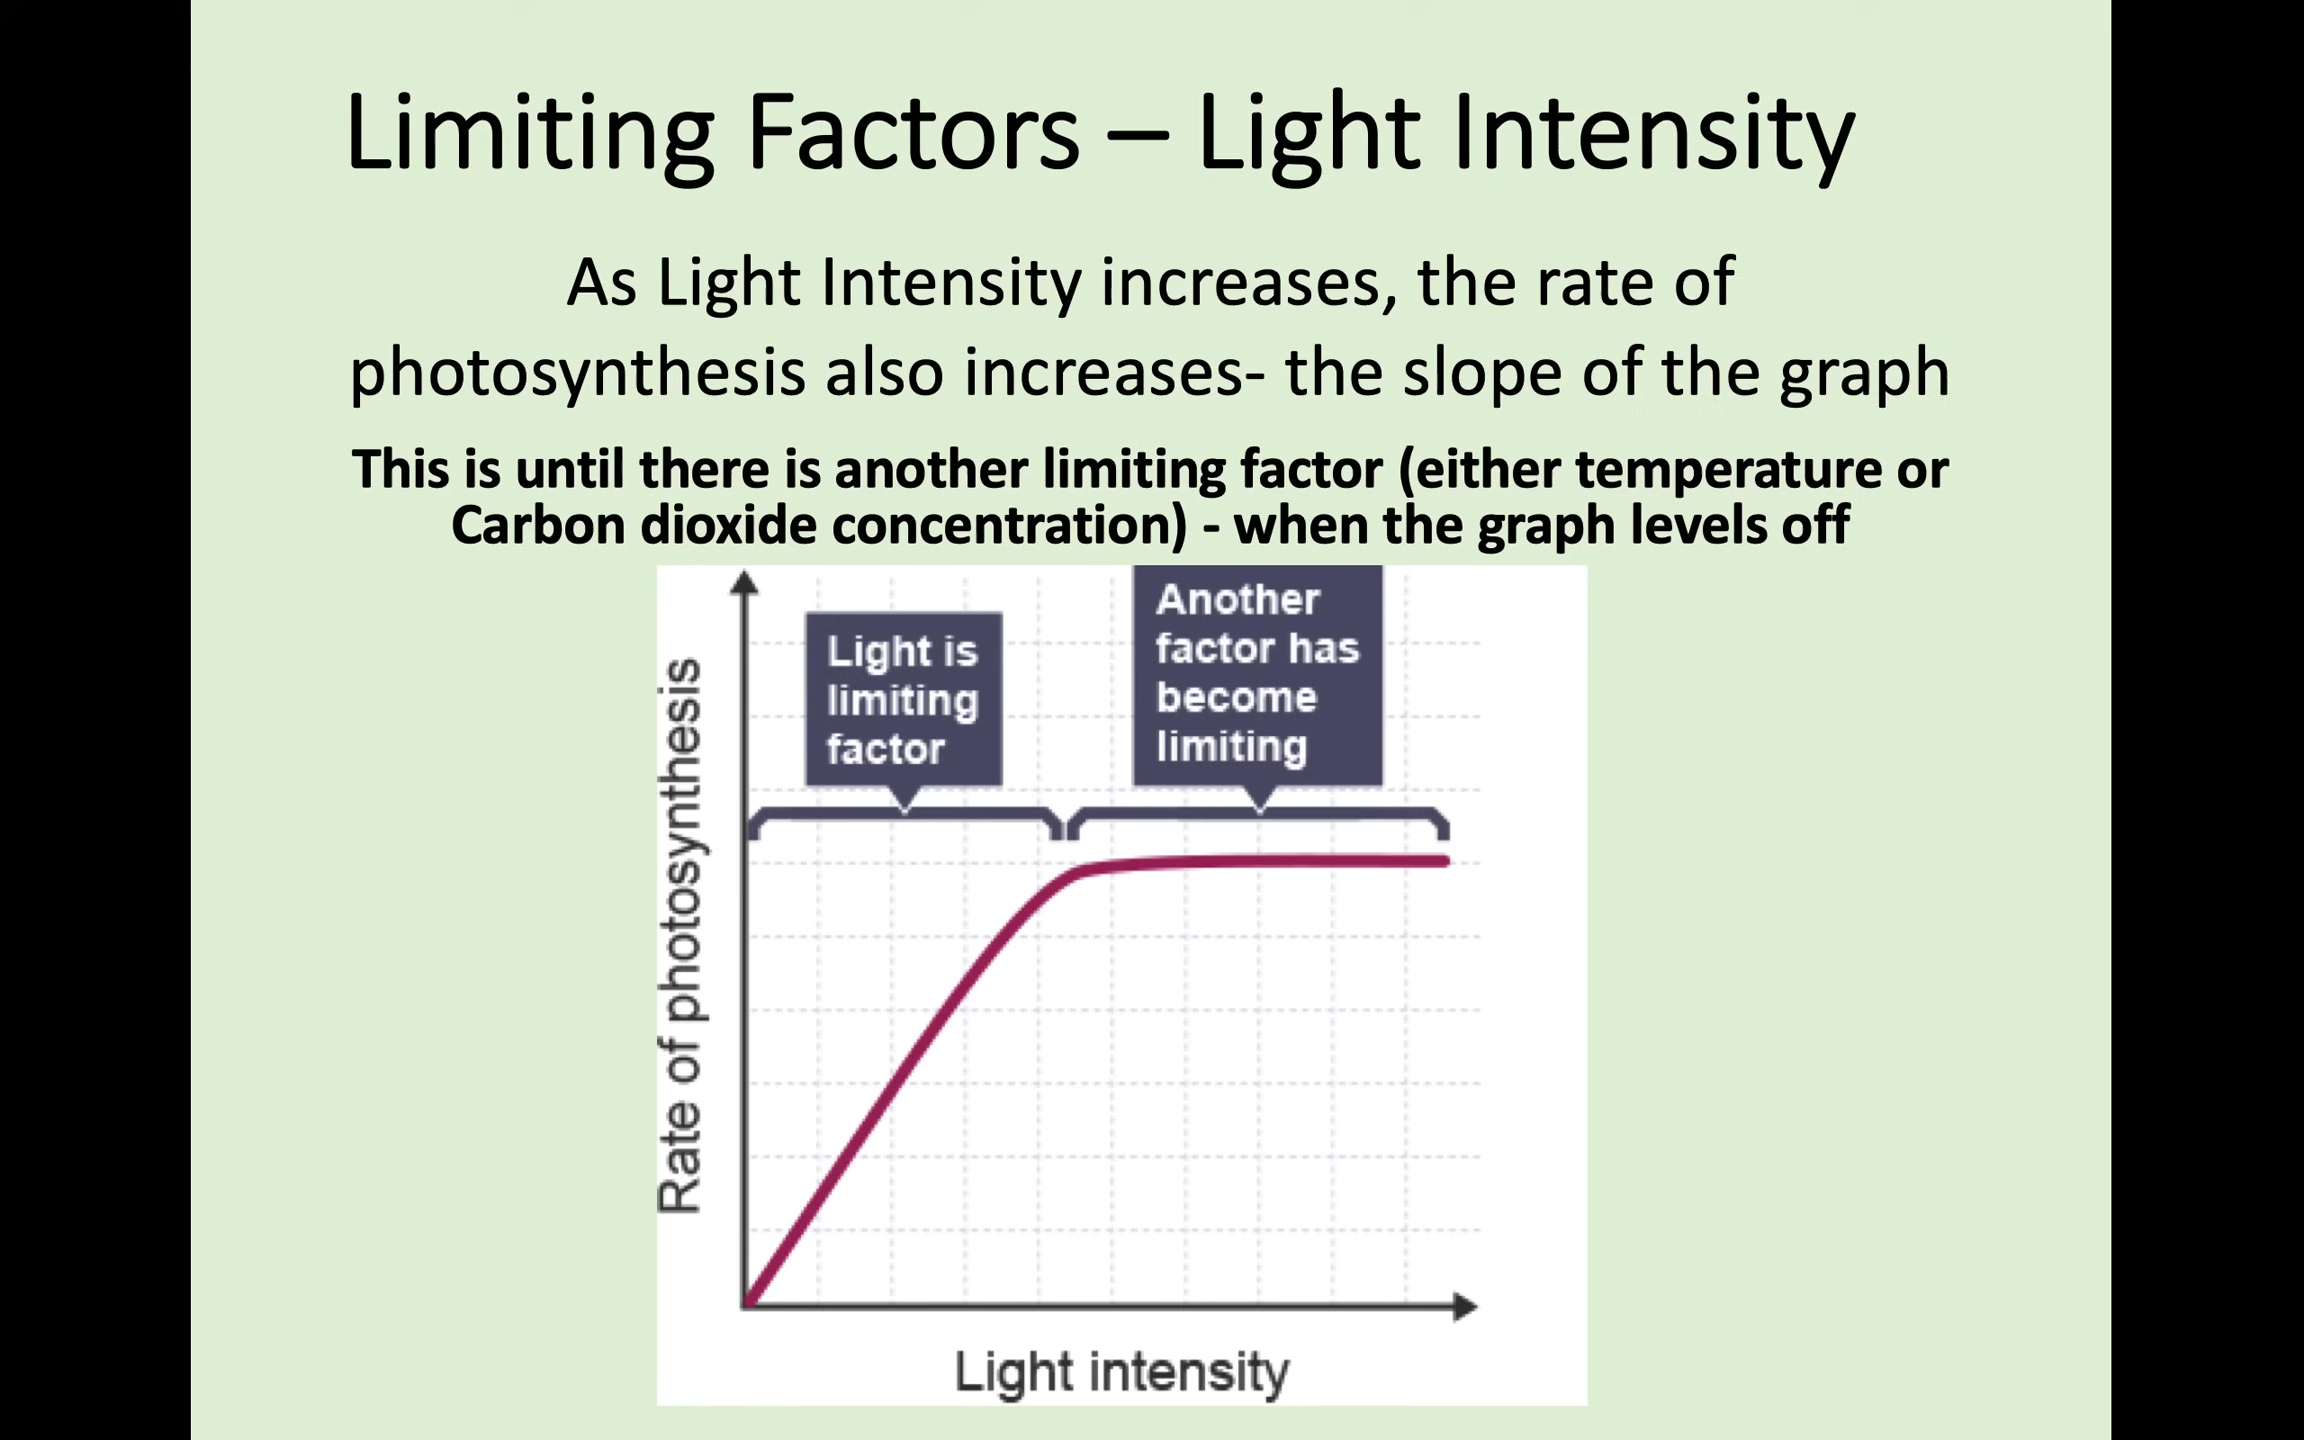 Limiting Factors – Light Intensity
As Light Intensity increases, the rate of
photosynthesis also increases- the slope of the graph
This is until there is another limiting factor (either temperature or
Carbon dioxide concentration) - when the graph levels off
Light is
limiting
factor
Another
factor has
become
limiting
Rate of photosynthesis
Light intensity